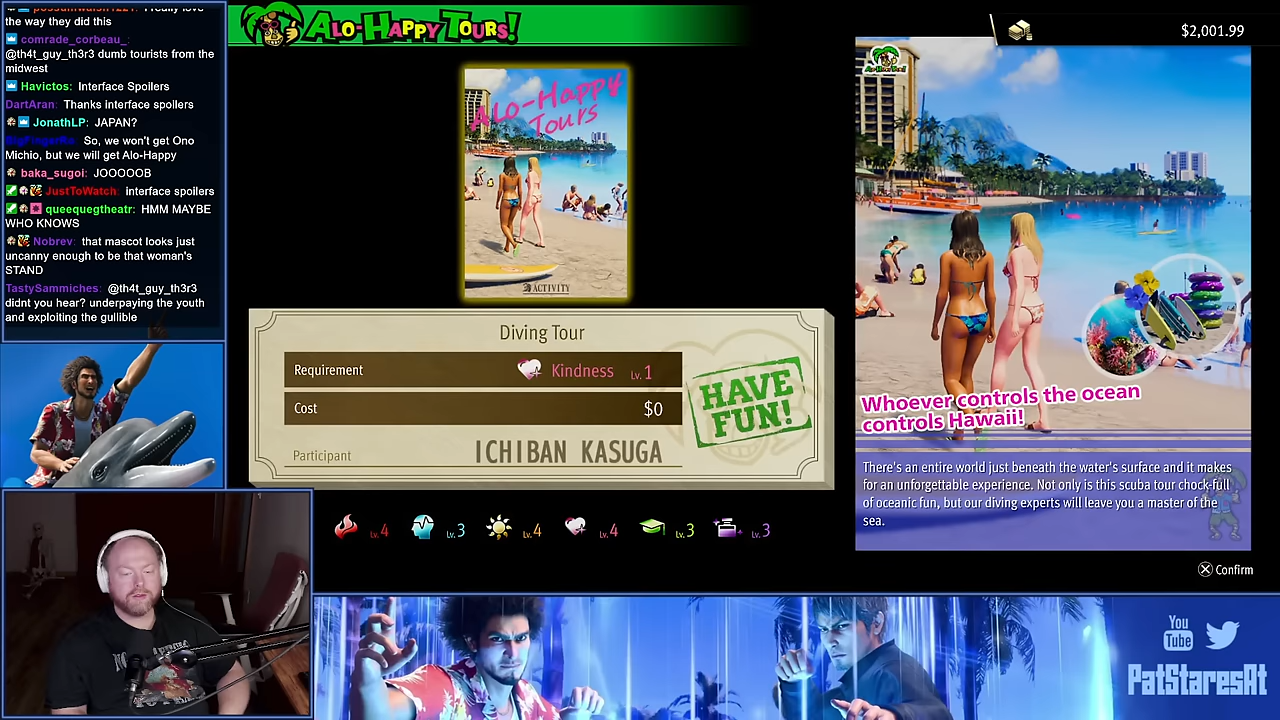 possumwalsh1221: I really love
the way they did this
comrade_corbeau_:
@th4t_guy_th3r3 dumb tourists from the
midwest
Havictos: Interface Spoilers
DartAran: Thanks interface spoilers
JonathLP: JAPAN?
So, we won't get Ono
Michio, but we will get Alo-Happy
baka_sugoi: JOOOOOB
JustToWatch: interface spoilers
queequegtheatr: HMM MAYBE
WHO KNOWS
Nobrev: that mascot looks just
uncanny enough to be that woman's
STAND
TastySammiches: @th4t_guy_th3r3
didnt you hear? underpaying the youth
and exploiting the gullible
ALO-HAPPY TOURS!
Alo-Happy
Tours
ACTIVITY
Diving Tour
Requirement Kindness Lv. 1
Cost $0
Participant ICHIBAN KASUGA
HAVE
FUN!
Lv. 4 Lv. 3 Lv. 4 Lv. 4 Lv. 3 Lv. 3
$2,001.99
Whoever controls the ocean
controls Hawaii!
There's an entire world just beneath the water's surface and it makes
for an unforgettable experience. Not only is this scuba tour chock-full
of oceanic fun, but our diving experts will leave you a master of the
sea.
Confirm
You
Tube
PatStaresAt